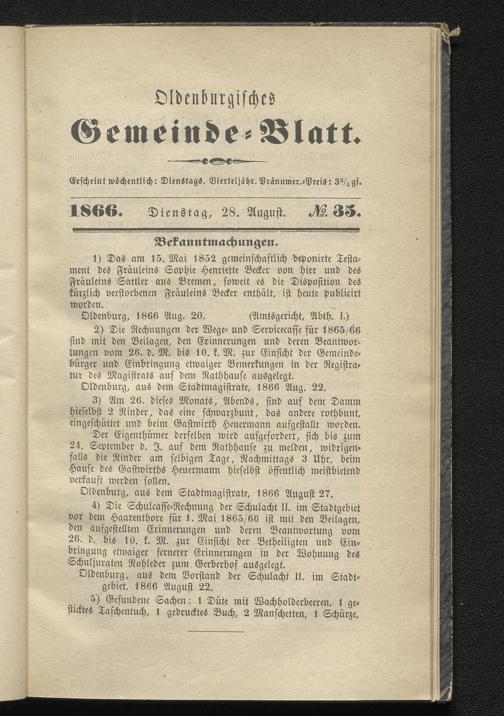 Oldenburgisches
Gemeinde-Blatt.
Erscheint wöchentlich: Dienstags. Vierteljähr. Pränumer.-Preis: 3¾ gs.
1866. Dienstag, 28. August. №. 35.
Bekanntmachungen.
1) Das am 15. Mai 1852 gemeinschaftlich deponirte Testa-
ment des Fräuleins Sophie Henriette Becker von hier und des
Fräuleins Sattler aus Bremen, soweit es die Disposition des
kürzlich verstorbenen Fräuleins Becker enthält, ist heute publicirt
worden.
Oldenburg, 1866 Aug. 20. (Amtsgericht, Abth. I.)
2) Die Rechnungen der Wege- und Servicecasse für 1865/66
sind mit den Beilagen, den Erinnerungen und deren Beantwor-
tungen vom 26. d. M. bis 10. k. M. zur Einsicht der Gemeinde-
bürger und Einbringung etwaiger Bemerkungen in der Registra-
tur des Magistrats auf dem Rathhause ausgelegt.
Oldenburg, aus dem Stadtmagistrate, 1866 Aug. 22.
3) Am 26. dieses Monats, Abends, sind auf dem Damm
hieselbst 2 Rinder, das eine schwarzbunt, das andere rothbunt,
eingeschüttet und beim Gastwirth Heuermann aufgestallt worden.
Der Eigenthümer derselben wird aufgefordert, sich bis zum
24. September d. J. auf dem Rathhause zu melden, widrigen-
falls die Rinder am selbigen Tage, Nachmittags 3 Uhr, beim
Hause des Gastwirths Heuermann hieselbst öffentlich meistbietend
verkauft werden sollen.
Oldenburg, aus dem Stadtmagistrate, 1866 August 27.
4) Die Schulcasse-Rechnung der Schulacht II. im Stadtgebiet
vor dem Haarenthore für 1. Mai 1865/66 ist mit den Beilagen,
den aufgestellten Erinnerungen und deren Beantwortung vom
26. d. bis 10. k. M. zur Einsicht der Betheiligten und Ein-
bringung etwaiger fernerer Erinnerungen in der Wohnung des
Schuljuraten Rohleder zum Gerberhof ausgelegt.
Oldenburg, aus dem Vorstand der Schulacht II. im Stadt-
gebiet. 1866 August 22.
5) Gefundene Sachen: 1 Düte mit Wachholderbeeren, 1 ge-
sticktes Taschentuch, 1 gedrucktes Buch, 2 Manschetten, 1 Schürze.